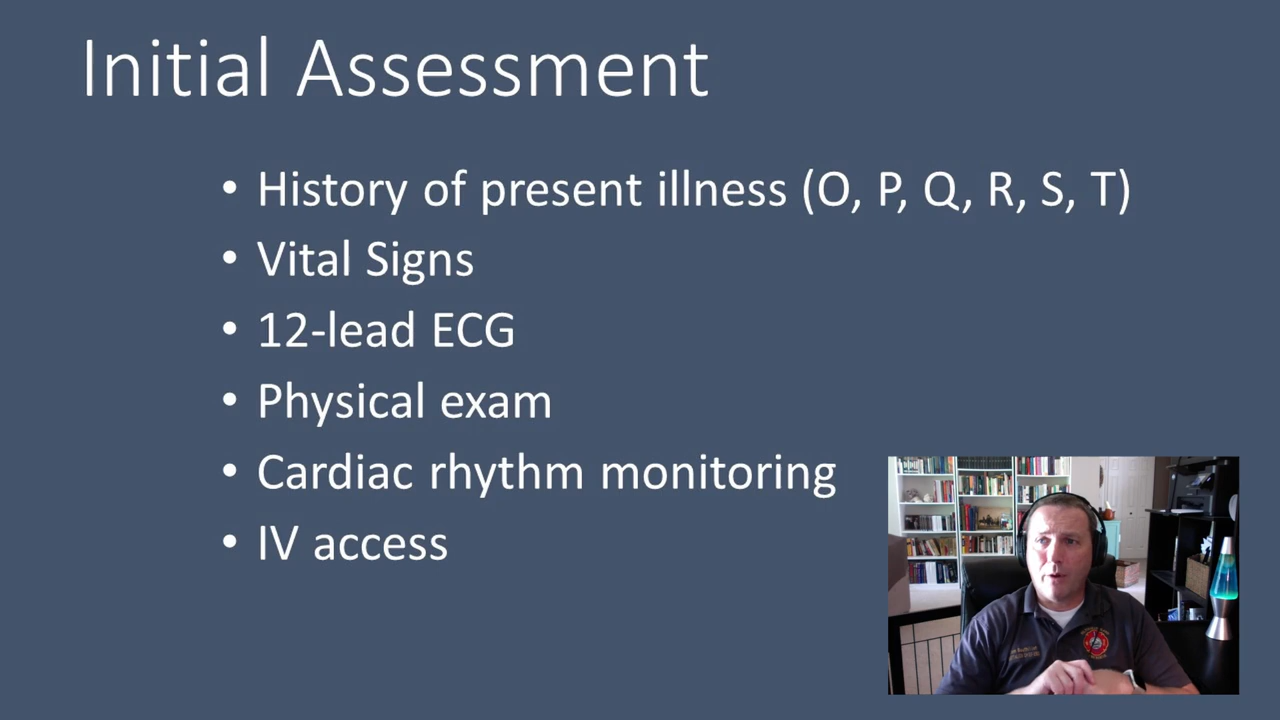 Initial Assessment
• History of present illness (O, P, Q, R, S, T)
• Vital Signs
• 12-lead ECG
• Physical exam
• Cardiac rhythm monitoring
• IV access